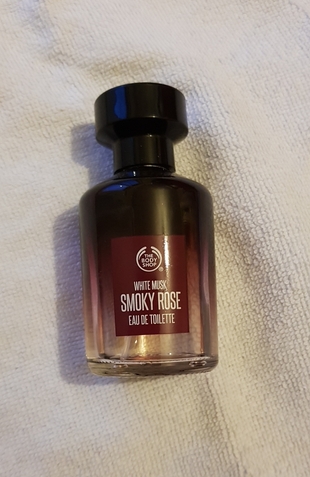 THE
BODY
SHOP
®
WHITE MUSK
SMOKY ROSE
EAU DE TOILETTE